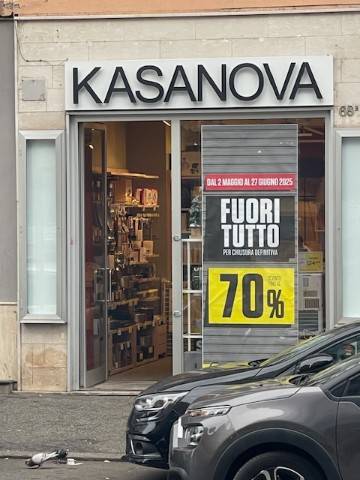 KASANOVA
DAL 2 MAGGIO AL 27 GIUGNO 2025
FUORI
TUTTO
PER CHIUSURA DEFINITIVA
70%